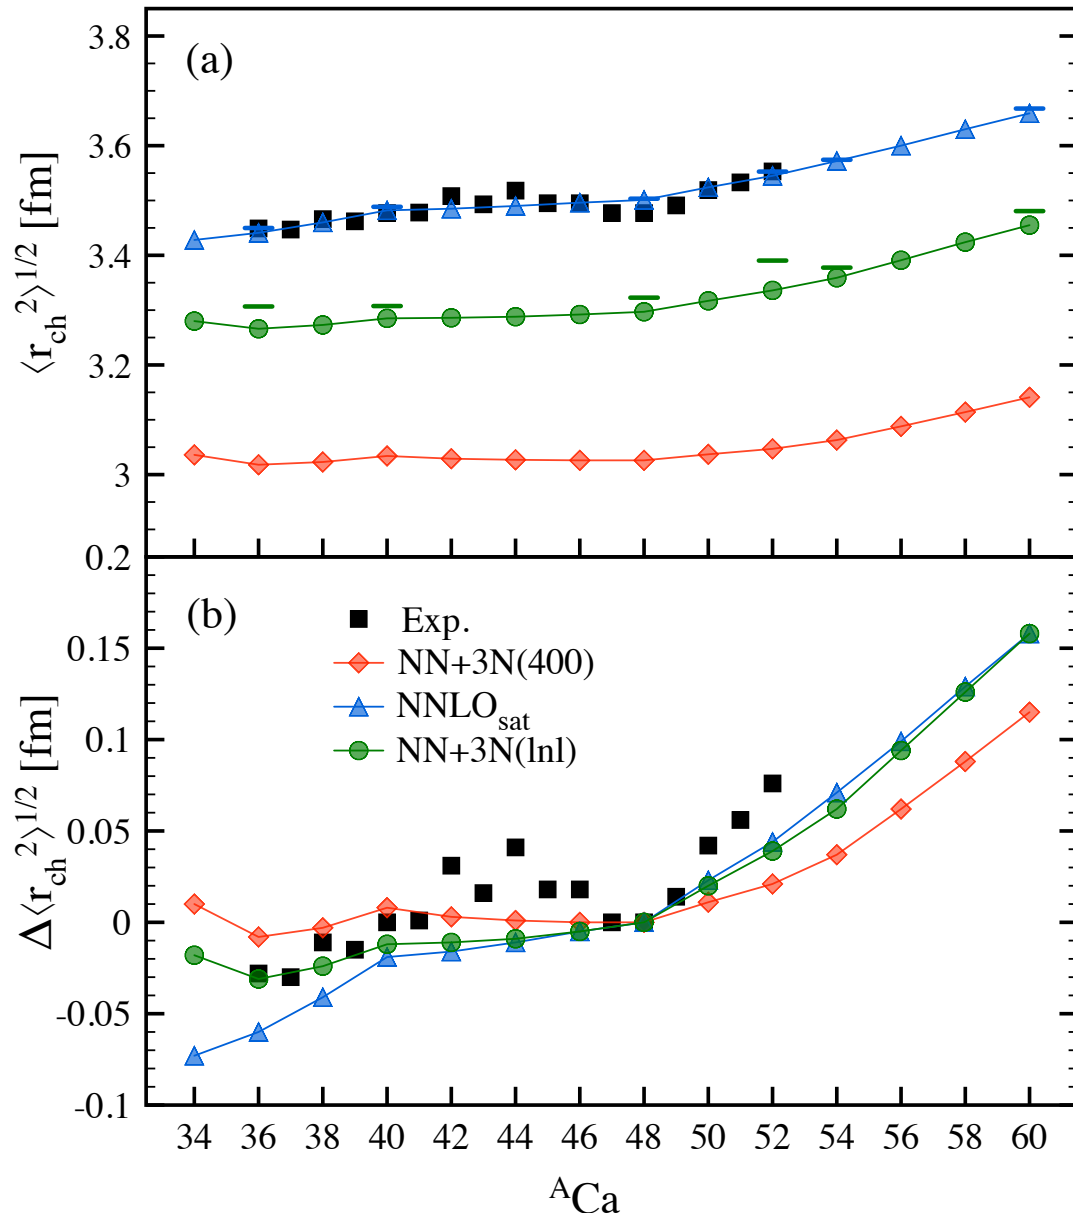 (a)
⟨r_ch^2⟩^1/2 [fm]
3.8
3.6
3.4
3.2
3
(b)
Δ⟨r_ch^2⟩^1/2 [fm]
0.2
0.15
0.1
0.05
0
-0.05
-0.1
Exp.
NN+3N(400)
NNLO_sat
NN+3N(lnl)
34 36 38 40 42 44 46 48 50 52 54 56 58 60
^ACa